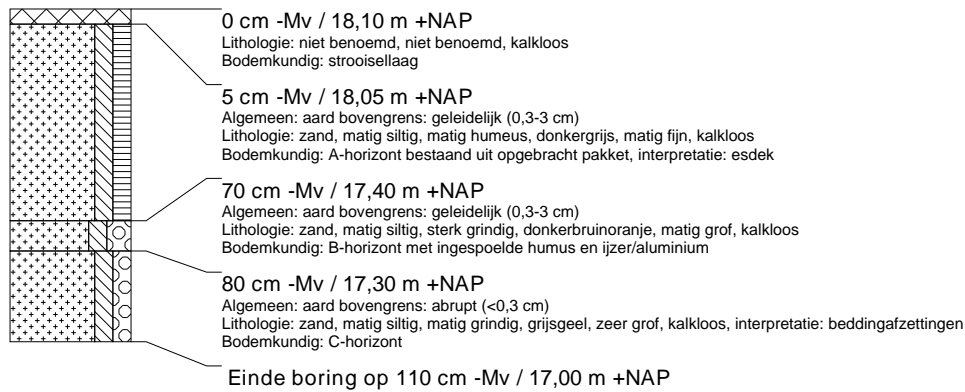 0 cm -Mv / 18,10 m +NAP
Lithologie: niet benoemd, niet benoemd, kalkloos
Bodemkundig: strooisellaag
5 cm -Mv / 18,05 m +NAP
Algemeen: aard bovengrens: geleidelijk (0,3-3 cm)
Lithologie: zand, matig siltig, matig humeus, donkergrijs, matig fijn, kalkloos
Bodemkundig: A-horizont bestaand uit opgebracht pakket, interpretatie: esdek
70 cm -Mv / 17,40 m +NAP
Algemeen: aard bovengrens: geleidelijk (0,3-3 cm)
Lithologie: zand, matig siltig, sterk grindig, donkerbruinoranje, matig grof, kalkloos
Bodemkundig: B-horizont met ingespoelde humus en ijzer/aluminium
80 cm -Mv / 17,30 m +NAP
Algemeen: aard bovengrens: abrupt (<0,3 cm)
Lithologie: zand, matig siltig, matig grindig, grijsgeel, zeer grof, kalkloos, interpretatie: beddingafzettingen
Bodemkundig: C-horizont
Einde boring op 110 cm -Mv / 17,00 m +NAP